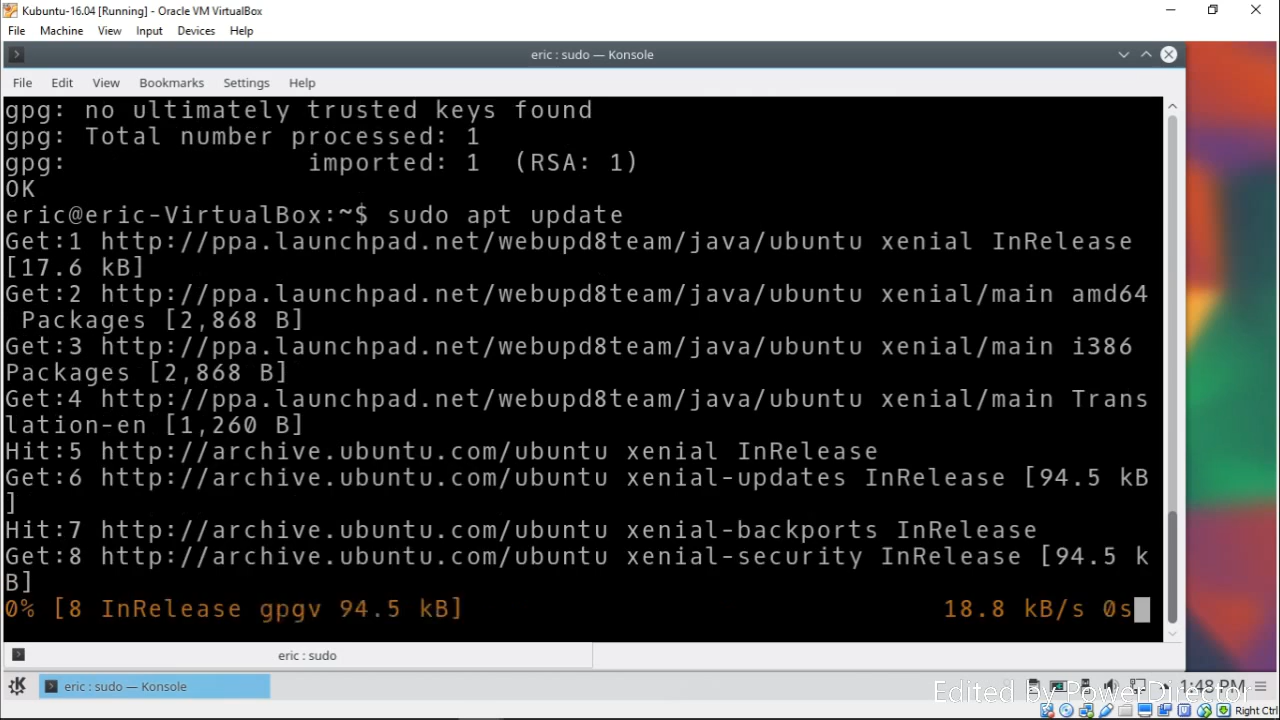 Kubuntu-16.04 [Running] - Oracle VM VirtualBox
File Machine View Input Devices Help
eric : sudo — Konsole
File Edit View Bookmarks Settings Help
gpg: no ultimately trusted keys found
gpg: Total number processed: 1
gpg:               imported: 1  (RSA: 1)
OK
eric@eric-VirtualBox:~$ sudo apt update
Get:1 http://ppa.launchpad.net/webupd8team/java/ubuntu xenial InRelease
[17.6 kB]
Get:2 http://ppa.launchpad.net/webupd8team/java/ubuntu xenial/main amd64
 Packages [2,868 B]
Get:3 http://ppa.launchpad.net/webupd8team/java/ubuntu xenial/main i386
Packages [2,868 B]
Get:4 http://ppa.launchpad.net/webupd8team/java/ubuntu xenial/main Trans
lation-en [1,260 B]
Hit:5 http://archive.ubuntu.com/ubuntu xenial InRelease
Get:6 http://archive.ubuntu.com/ubuntu xenial-updates InRelease [94.5 kB
]
Hit:7 http://archive.ubuntu.com/ubuntu xenial-backports InRelease
Get:8 http://archive.ubuntu.com/ubuntu xenial-security InRelease [94.5 k
B]
0% [8 InRelease gpgv 94.5 kB] 18.8 kB/s 0s
eric : sudo
eric : sudo — Konsole
1:48 PM
Edited By PowerDirector
Right Ctrl